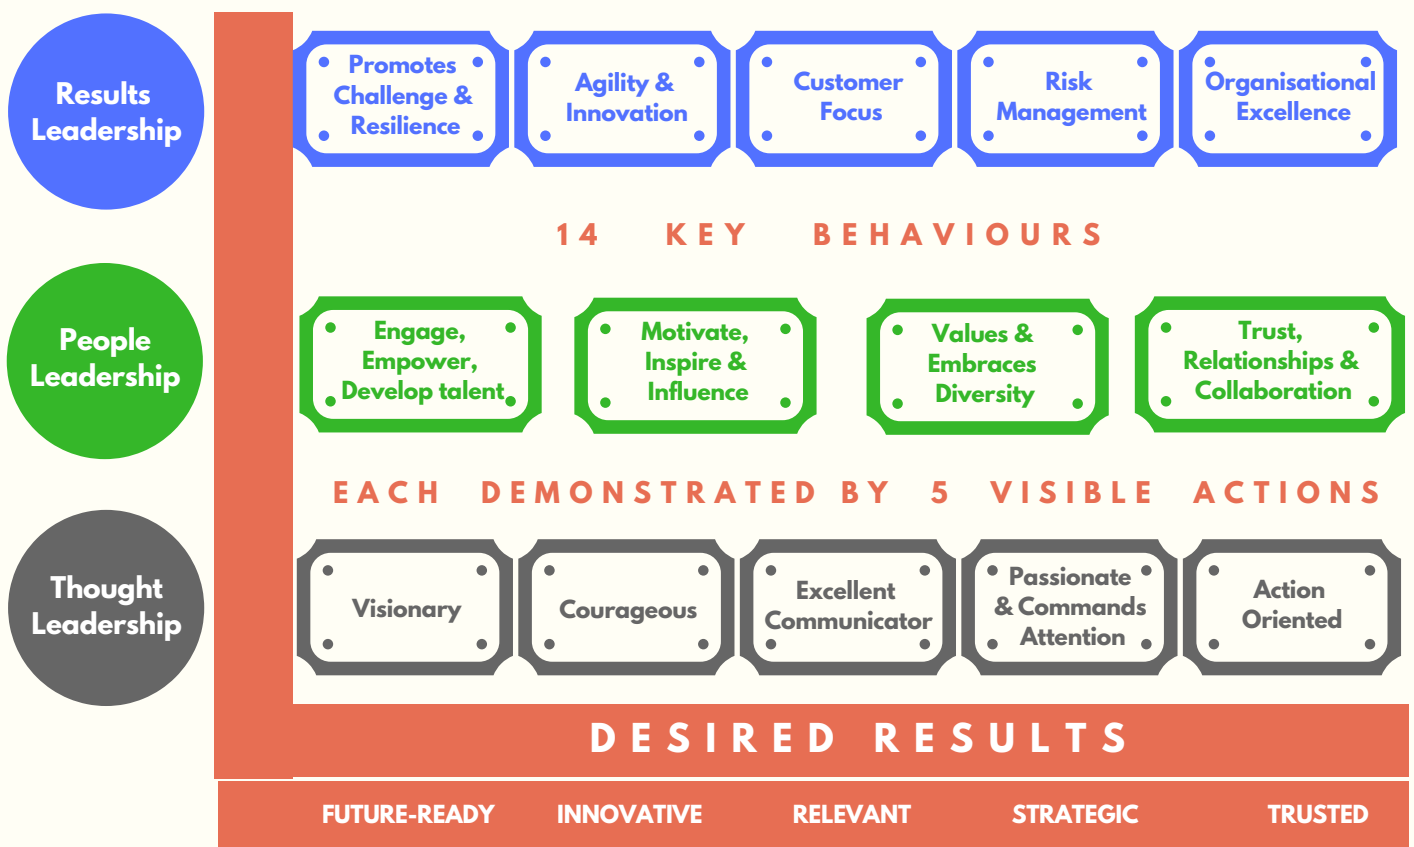 Results
Leadership
Promotes
Challenge &
Resilience
Agility &
Innovation
Customer
Focus
Risk
Management
Organisational
Excellence
14 KEY BEHAVIOURS
People
Leadership
Engage,
Empower,
Develop talent
Motivate,
Inspire &
Influence
Values &
Embraces
Diversity
Trust,
Relationships &
Collaboration
EACH DEMONSTRATED BY 5 VISIBLE ACTIONS
Thought
Leadership
Visionary
Courageous
Excellent
Communicator
Passionate
& Commands
Attention
Action
Oriented
DESIRED RESULTS
FUTURE-READY INNOVATIVE RELEVANT STRATEGIC TRUSTED